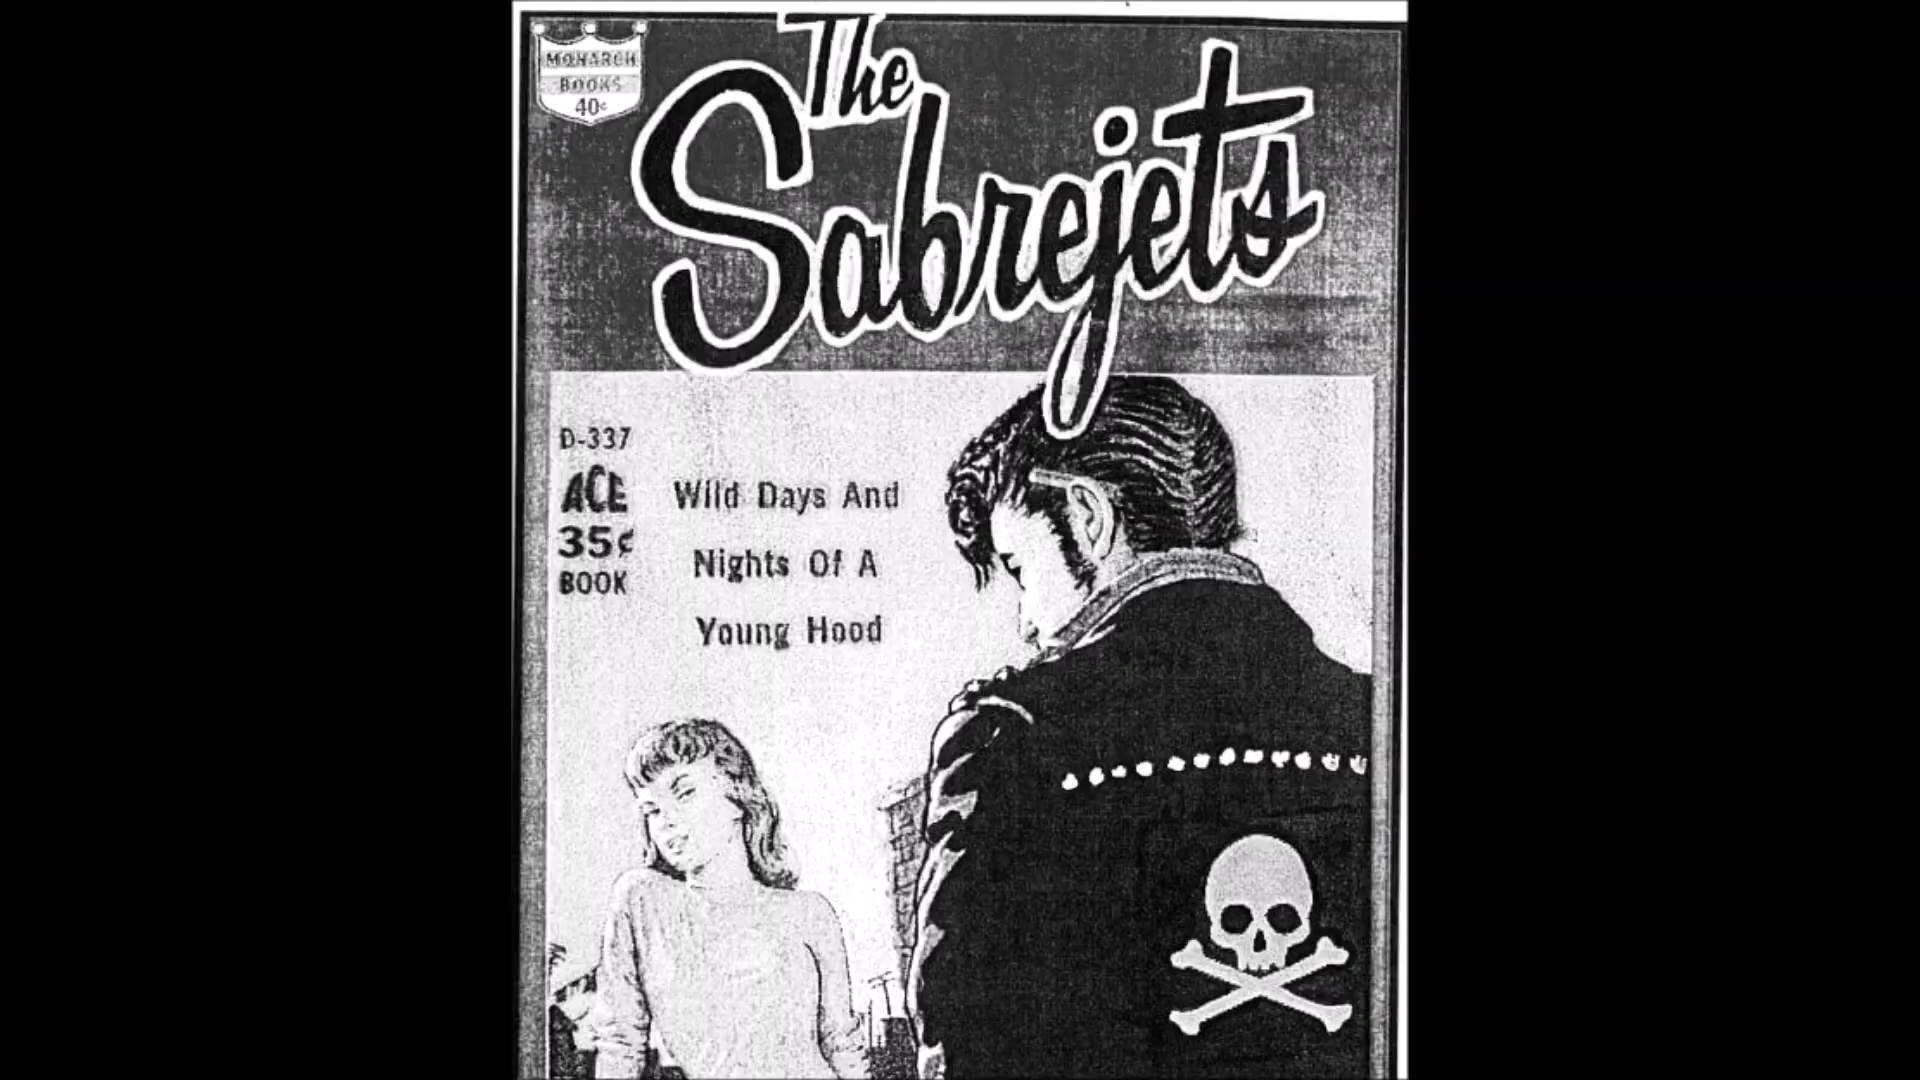 MONARCH
BOOKS
40¢
The
Sabrejets
D-337
ACE
35¢
BOOK
Wild Days And
Nights Of A
Young Hood